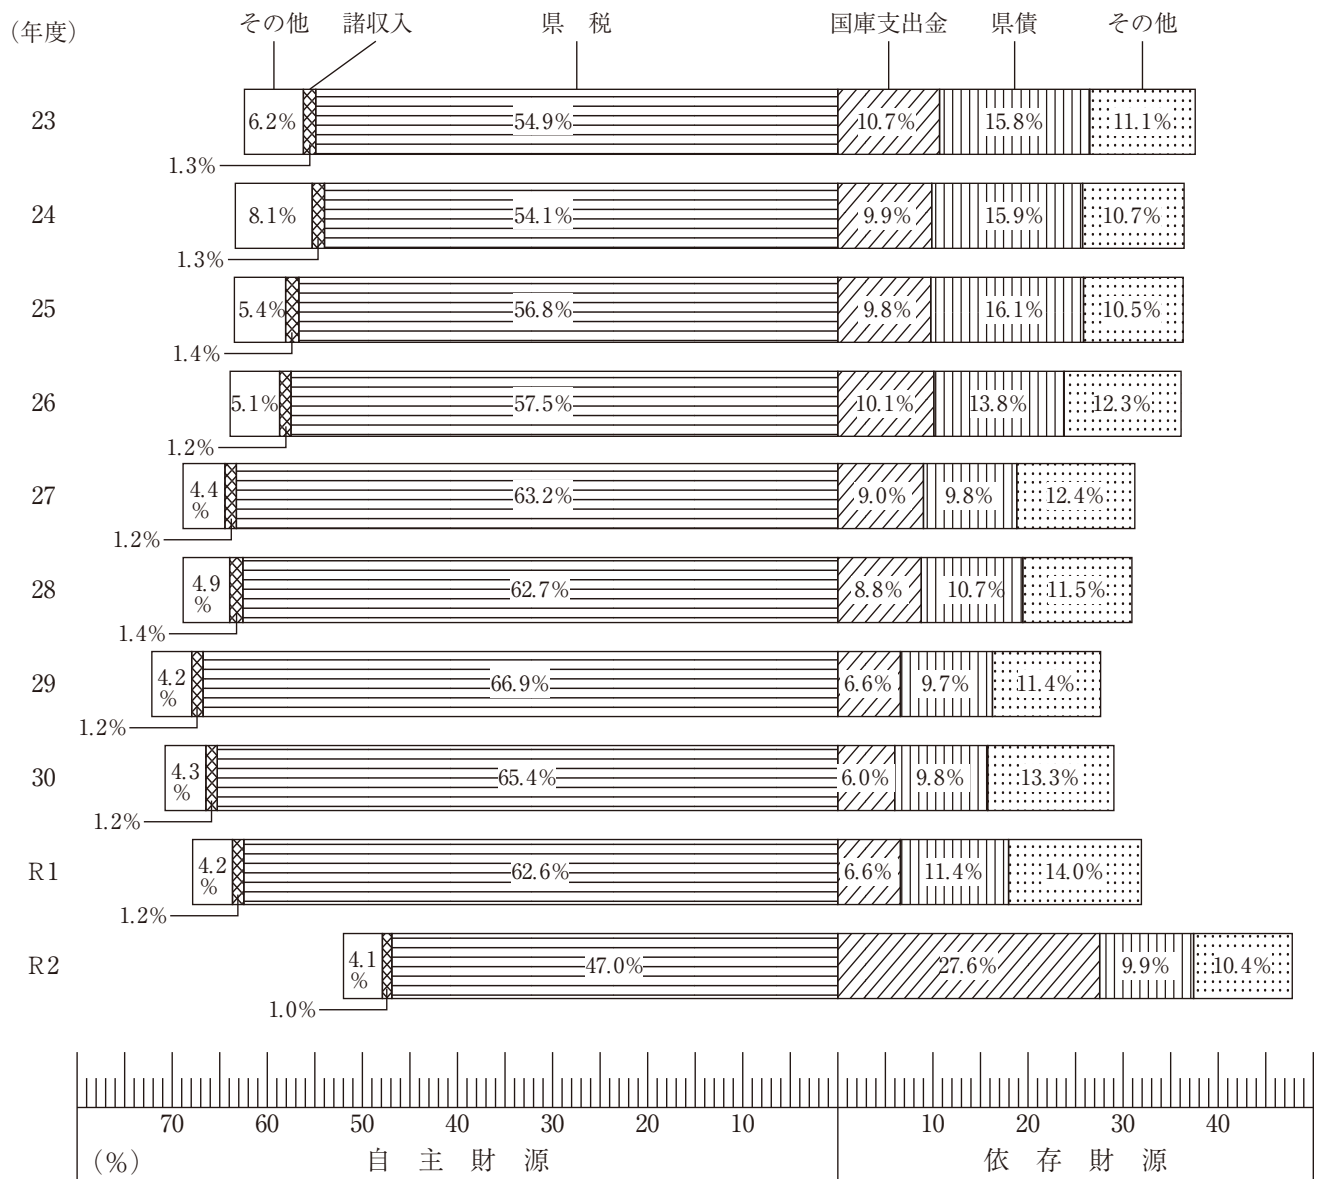 (年度) その他 諸収入 県 税 国庫支出金 県債 その他
23 6.2% 54.9% 10.7% 15.8% 11.1%
1.3%
24 8.1% 54.1% 9.9% 15.9% 10.7%
1.3%
25 5.4% 56.8% 9.8% 16.1% 10.5%
1.4%
26 5.1% 57.5% 10.1% 13.8% 12.3%
1.2%
27 4.4% 63.2% 9.0% 9.8% 12.4%
1.2%
28 4.9% 62.7% 8.8% 10.7% 11.5%
1.4%
29 4.2% 66.9% 6.6% 9.7% 11.4%
1.2%
30 4.3% 65.4% 6.0% 9.8% 13.3%
1.2%
R1 4.2% 62.6% 6.6% 11.4% 14.0%
1.2%
R2 4.1% 47.0% 27.6% 9.9% 10.4%
1.0%
70 60 50 40 30 20 10 10 20 30 40
(%) 自 主 財 源 依 存 財 源